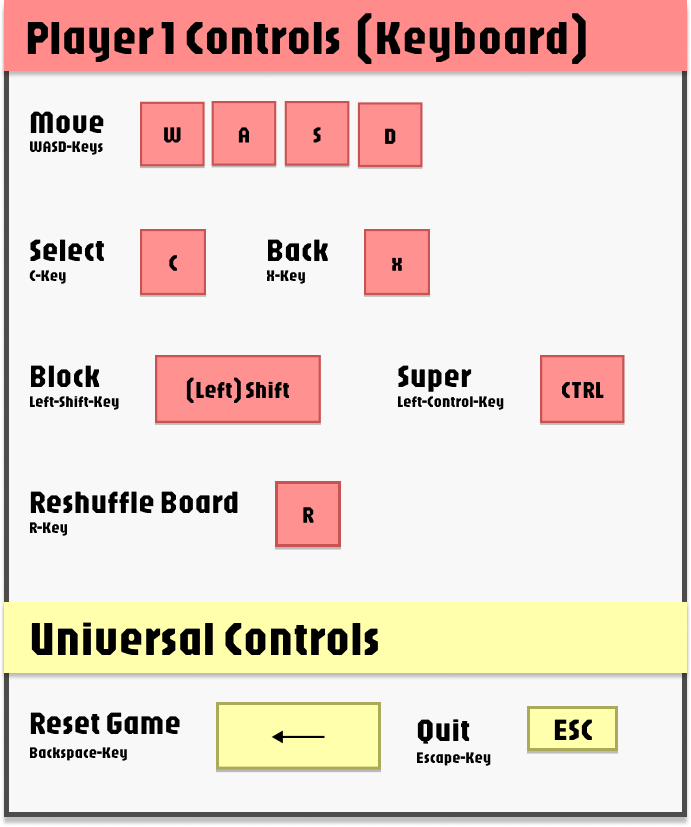 Player 1 Controls (Keyboard)
Move
WASD-Keys
W A S D
Select
C-Key
C
Back
X-Key
X
Block
Left-Shift-Key
(Left) Shift
Super
Left-Control-Key
CTRL
Reshuffle Board
R-Key
R
Universal Controls
Reset Game
Backspace-Key
Quit
Escape-Key
ESC